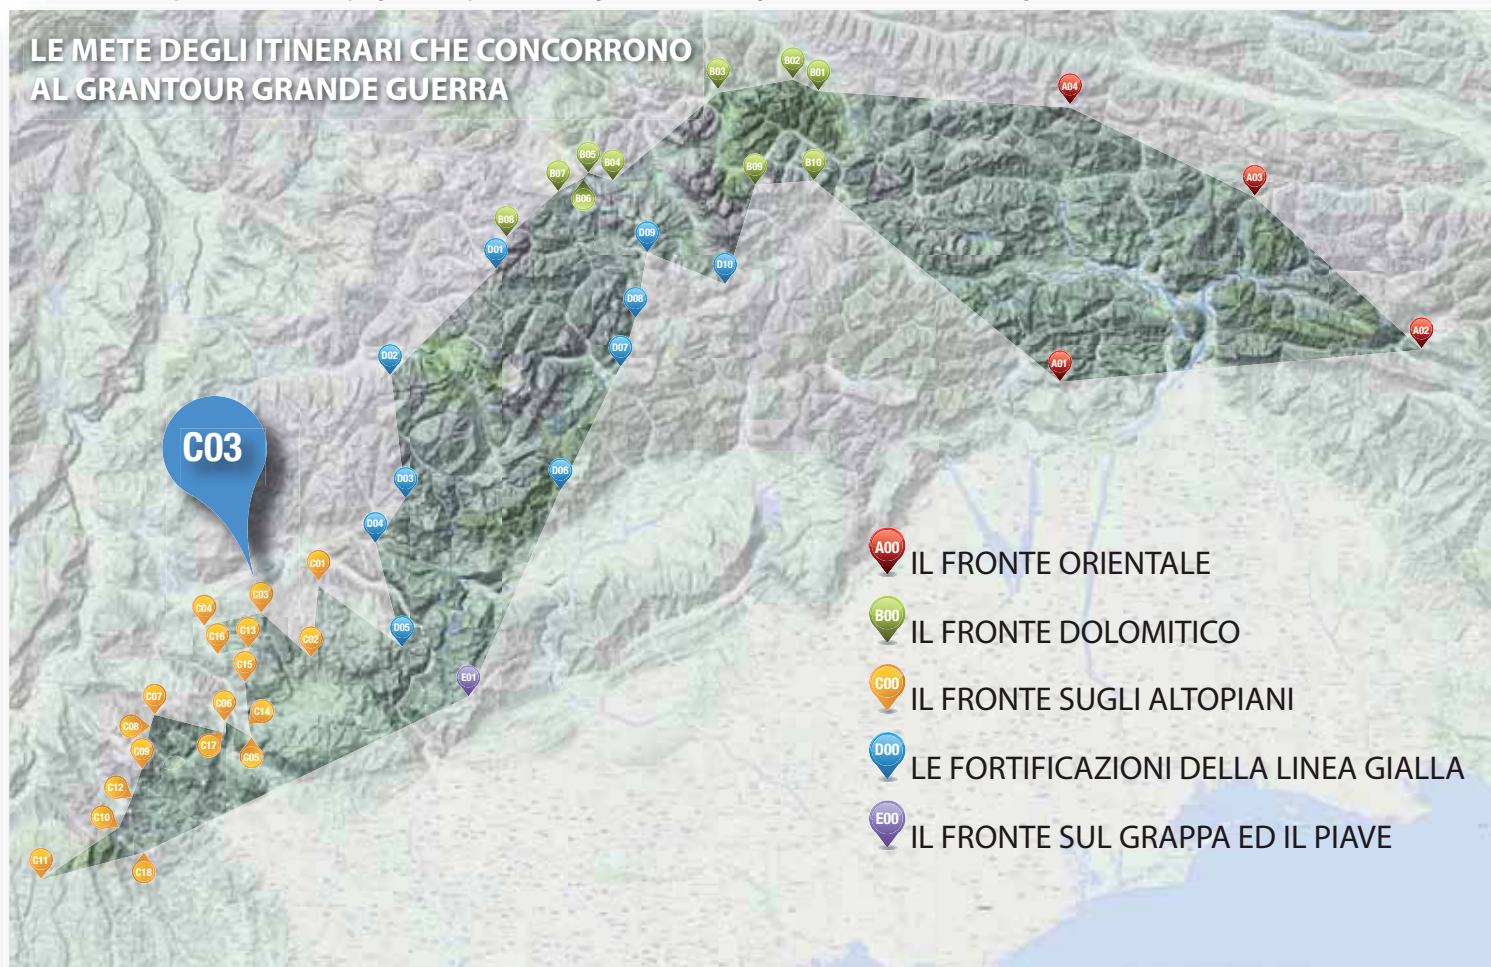 LE METE DEGLI ITINERARI CHE CONCORRONO
AL GRANTOUR GRANDE GUERRA
B03
B02
B01
A04
B05
B04
B07
B06
B09
B10
A03
B08
D01
D09
D10
D08
D07
D02
A02
A01
C03
D03
D06
D04
C01
C03
C04
C16
C13
C02
D05
C15
E01
C07
C06
C14
C08
C17
C09
C05
C12
C10
C11
C18
A00 IL FRONTE ORIENTALE
B00 IL FRONTE DOLOMITICO
C00 IL FRONTE SUGLI ALTOPIANI
D00 LE FORTIFICAZIONI DELLA LINEA GIALLA
E00 IL FRONTE SUL GRAPPA ED IL PIAVE